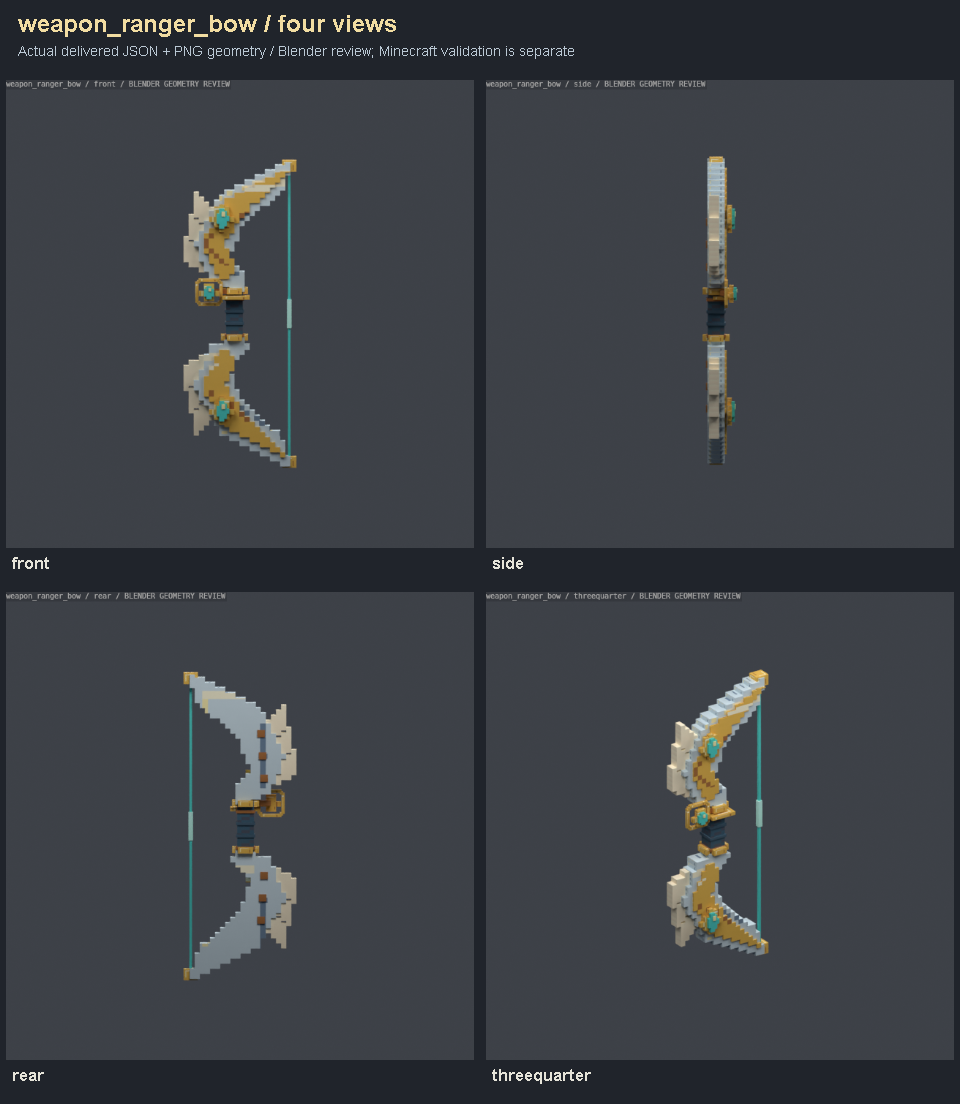 weapon_ranger_bow / four views
Actual delivered JSON + PNG geometry / Blender review; Minecraft validation is separate
weapon_ranger_bow / front / BLENDER GEOMETRY REVIEW
weapon_ranger_bow / side / BLENDER GEOMETRY REVIEW
front
side
weapon_ranger_bow / rear / BLENDER GEOMETRY REVIEW
weapon_ranger_bow / threequarter / BLENDER GEOMETRY REVIEW
rear
threequarter